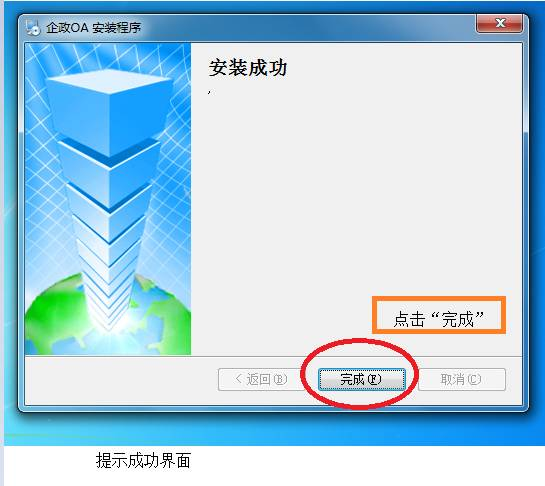 企政OA 安装程序
安装成功
,
点击“完成”
< 返回(B)
完成(F)
取消(C)
提示成功界面